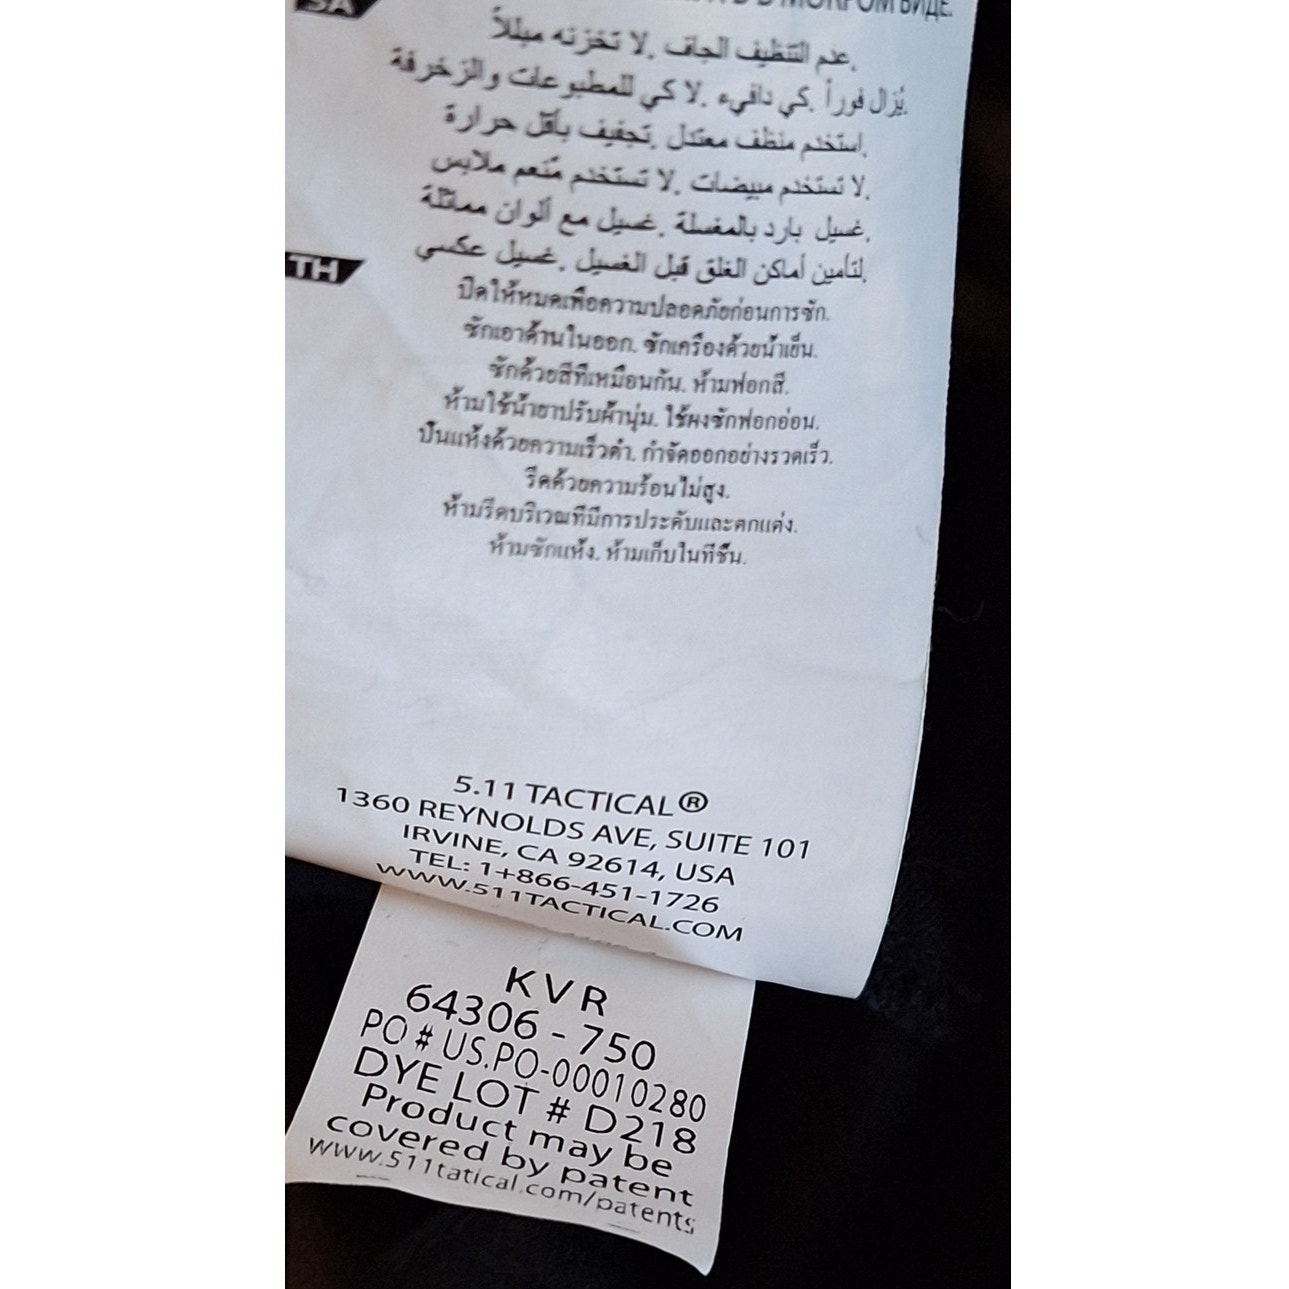 SA
МОКРОМ ВИДЕ.
عدم التنظيف الجاف. لا تخزنه مبللاً.
يُزال فوراً. كي دافيء. لا كي للمطبوعات والزخرفة
استخدم منظف معتدل. تجفيف بأقل حرارة.
لا تستخدم مبيضات. لا تستخدم منعم ملابس.
غسيل بارد بالمغسلة. غسيل مع ألوان مماثلة.
لتأمين أماكن الغلق قبل الغسيل. غسيل عكسي.
TH
ปิดให้หมดเพื่อความปลอดภัยก่อนการซัก.
ซักเอาด้านในออก. ซักเครื่องด้วยน้ำเย็น.
ซักด้วยสีที่เหมือนกัน. ห้ามฟอกสี.
ห้ามใช้น้ำยาปรับผ้านุ่ม. ใช้ผงซักฟอกอ่อน.
ปั่นแห้งด้วยความเร็วต่ำ. กำจัดออกอย่างรวดเร็ว.
รีดด้วยความร้อนไม่สูง.
ห้ามรีดบริเวณที่มีการประดับและตกแต่ง.
ห้ามซักแห้ง. ห้ามเก็บในที่ชื้น.
5.11 TACTICAL®
1360 REYNOLDS AVE, SUITE 101
IRVINE, CA 92614, USA
TEL: 1+866-451-1726
WWW.511TACTICAL.COM
KVR
64306 - 750
PO # US.PO-00010280
DYE LOT # D218
Product may be
covered by patent
www.511tatical.com/patents